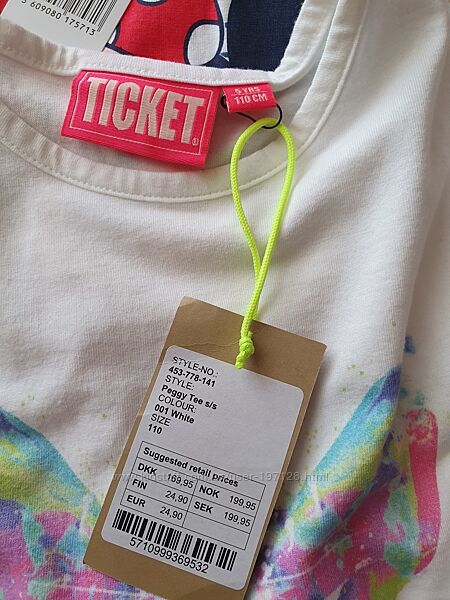 3 609080 175713
TICKET
5 YRS
110 CM
STYLE-NO.:
453-778-141
STYLE:
Peggy Tee s/s
COLOUR:
001 White
SIZE
110
Suggested retail prices
DKK 169,95 NOK 199,95
FIN 24,90 SEK 199,95
EUR 24,90
5710999369532